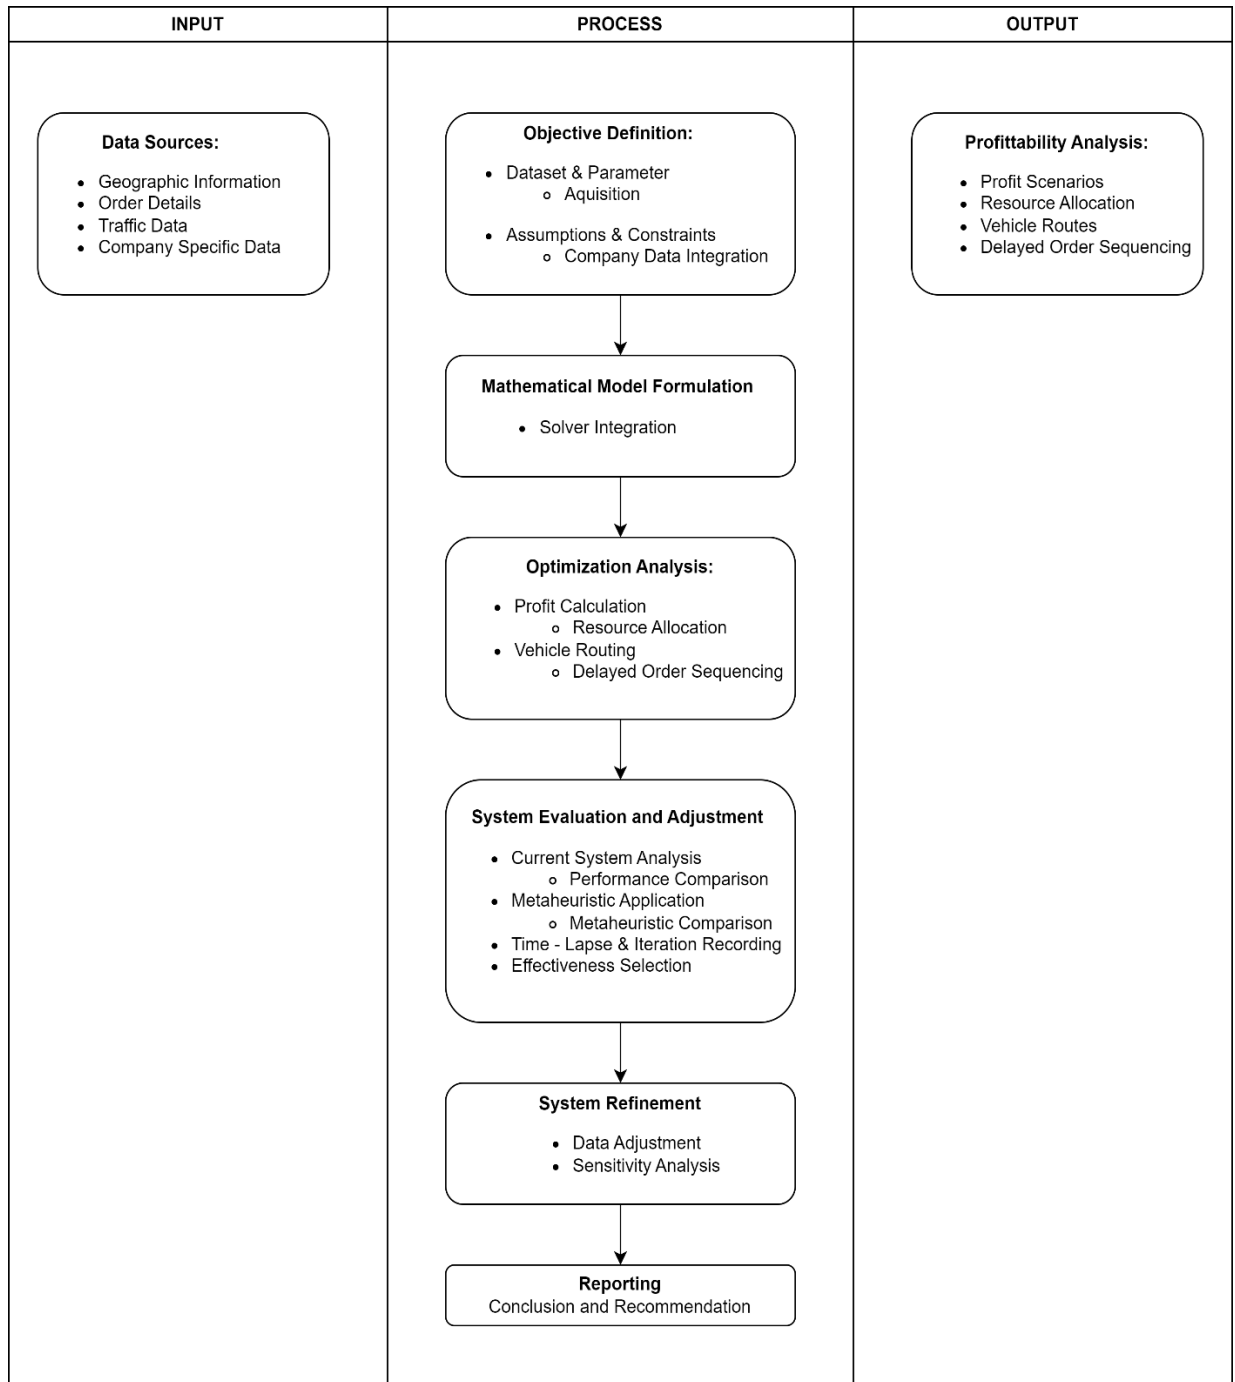 INPUT
PROCESS
OUTPUT
Data Sources:
Geographic Information
Order Details
Traffic Data
Company Specific Data
Objective Definition:
Dataset & Parameter
Aquisition
Assumptions & Constraints
Company Data Integration
Mathematical Model Formulation
Solver Integration
Optimization Analysis:
Profit Calculation
Resource Allocation
Vehicle Routing
Delayed Order Sequencing
System Evaluation and Adjustment
Current System Analysis
Performance Comparison
Metaheuristic Application
Metaheuristic Comparison
Time - Lapse & Iteration Recording
Effectiveness Selection
System Refinement
Data Adjustment
Sensitivity Analysis
Reporting
Conclusion and Recommendation
Profittability Analysis:
Profit Scenarios
Resource Allocation
Vehicle Routes
Delayed Order Sequencing